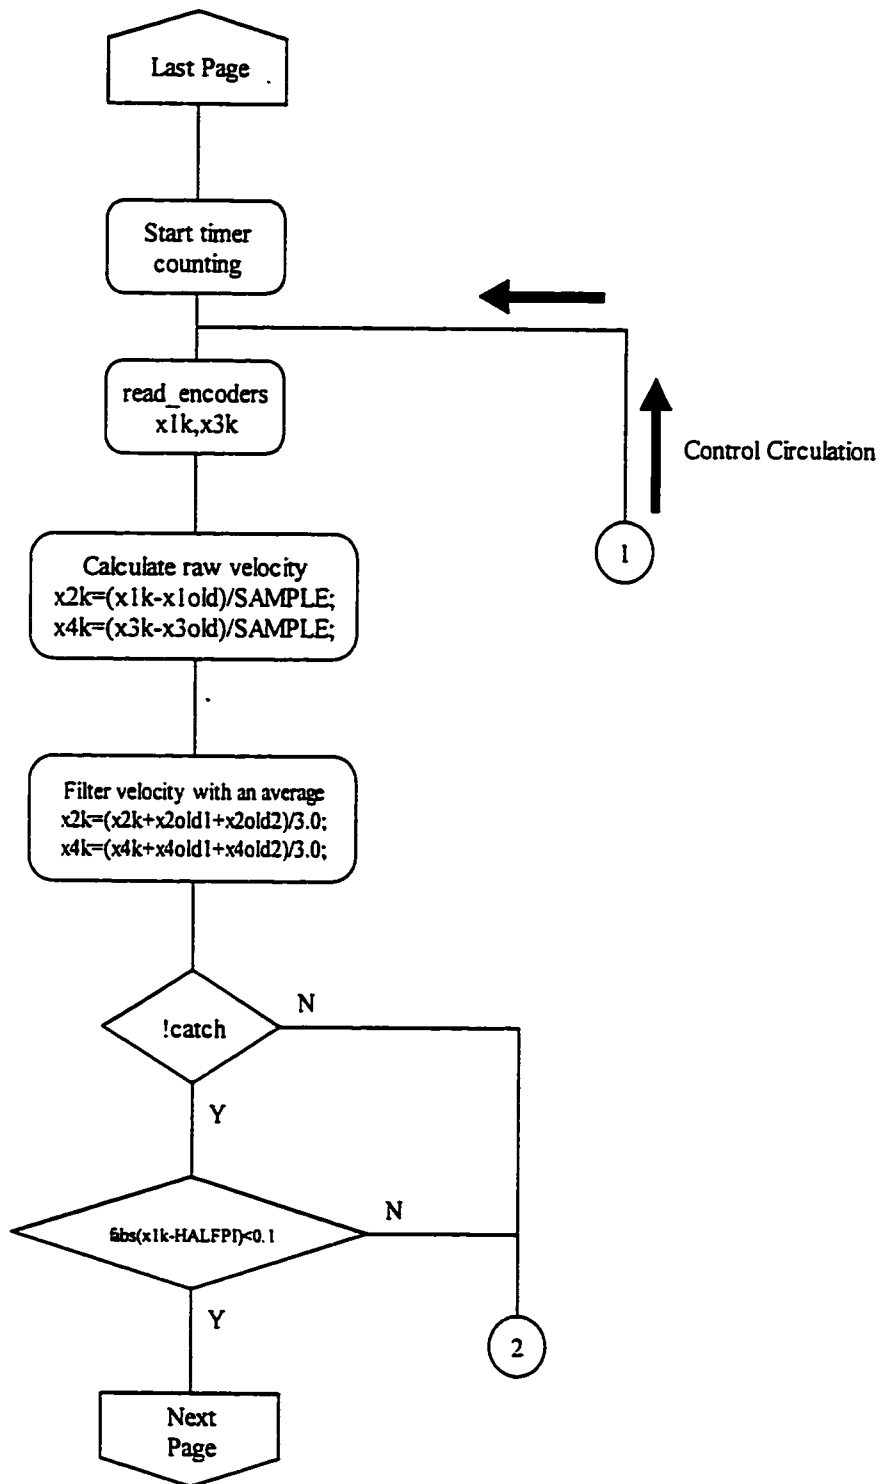 Last Page
Start timer
counting
read_encoders
x1k,x3k
Control Circulation
1
Calculate raw velocity
x2k=(x1k-x1old)/SAMPLE;
x4k=(x3k-x3old)/SAMPLE;
Filter velocity with an average
x2k=(x2k+x2old1+x2old2)/3.0;
x4k=(x4k+x4old1+x4old2)/3.0;
!catch
N
Y
fabs(x1k-HALFPI)<0.1
N
Y
2
Next
Page